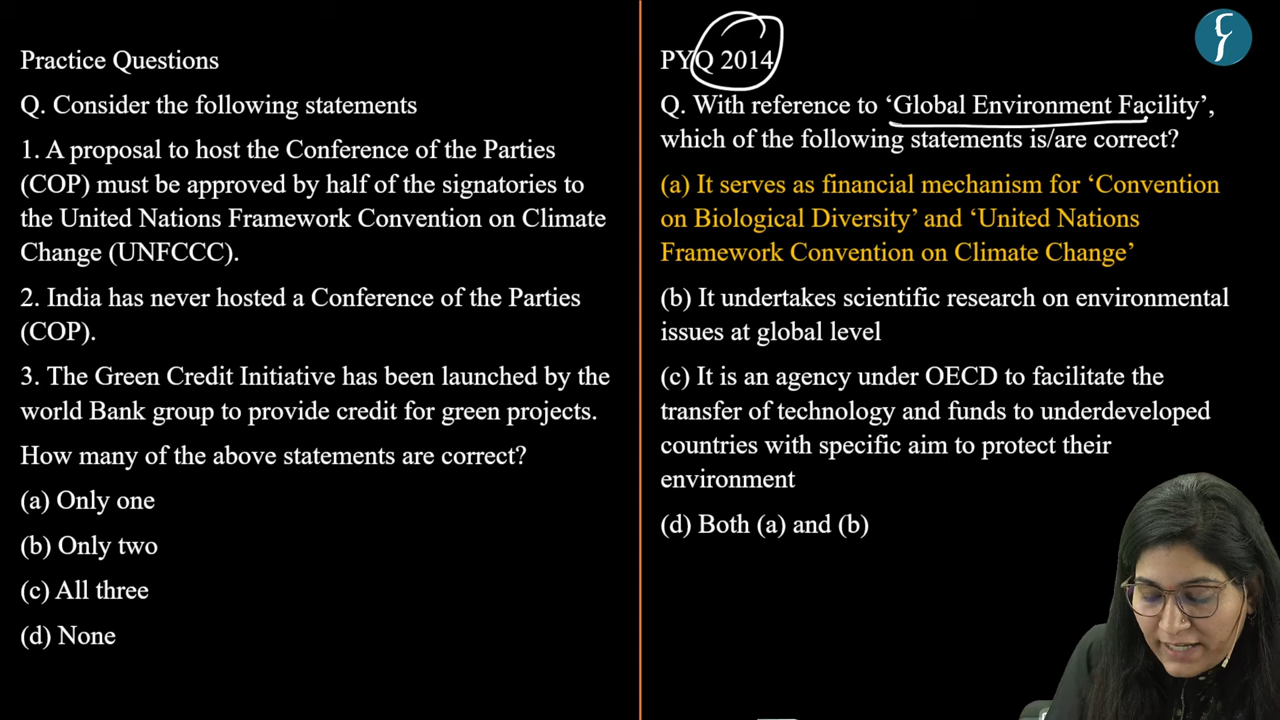 Practice Questions
Q. Consider the following statements
1. A proposal to host the Conference of the Parties
(COP) must be approved by half of the signatories to
the United Nations Framework Convention on Climate
Change (UNFCCC).
2. India has never hosted a Conference of the Parties
(COP).
3. The Green Credit Initiative has been launched by the
world Bank group to provide credit for green projects.
How many of the above statements are correct?
(a) Only one
(b) Only two
(c) All three
(d) None
PYQ 2014
Q. With reference to ‘Global Environment Facility’,
which of the following statements is/are correct?
(a) It serves as financial mechanism for ‘Convention
on Biological Diversity’ and ‘United Nations
Framework Convention on Climate Change’
(b) It undertakes scientific research on environmental
issues at global level
(c) It is an agency under OECD to facilitate the
transfer of technology and funds to underdeveloped
countries with specific aim to protect their
environment
(d) Both (a) and (b)